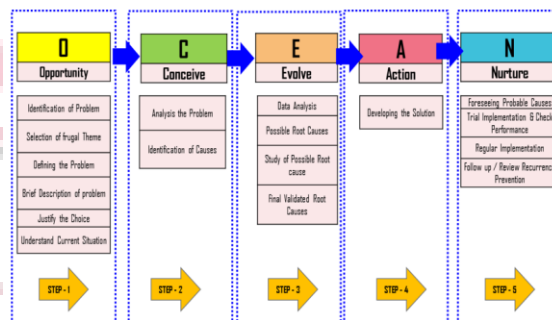 O
Opportunity
Identification of Problem
Selection of frugal Theme
Defining the Problem
Brief Description of problem
Justify the Choice
Understand Current Situation
STEP - 1
C
Conceive
Analysis the Problem
Identification of Causes
STEP - 2
E
Evolve
Data Analysis
Possible Root Causes
Study of Possible Root
cause
Final Validated Root
Causes
STEP - 3
A
Action
Developing the Solution
STEP - 4
N
Nurture
Foreseeing Probable Causes
Trial Implementation & Check
Performance
Regular Implementation
Follow up / Review Recurrence
Prevention
STEP - 5